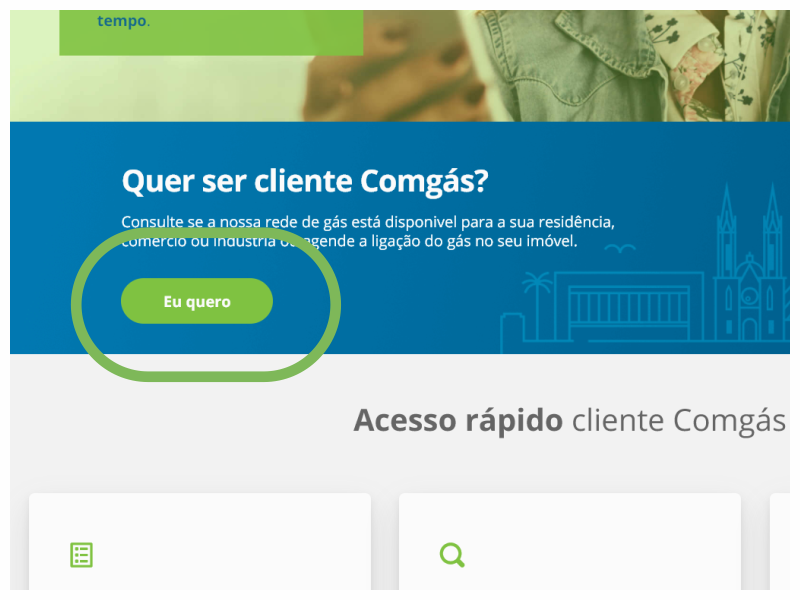 tempo.
Quer ser cliente Comgás?
Consulte se a nossa rede de gás está disponivel para a sua residência,
comércio ou indústria ou agende a ligação do gás no seu imóvel.
Eu quero
Acesso rápido cliente Comgás